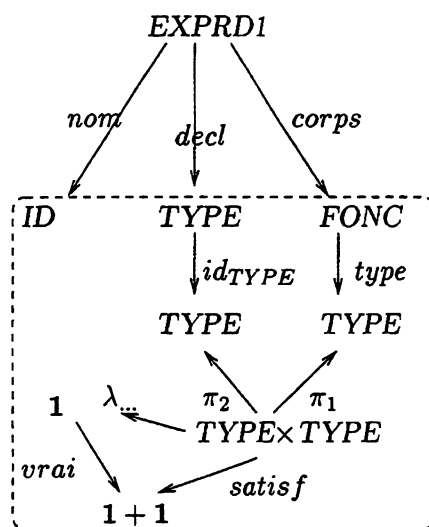 EXPRD1
nom decl corps
ID TYPE FONC
id_TYPE type
TYPE TYPE
1 λ... π₂ π₁
TYPE×TYPE
vrai satisf
1 + 1